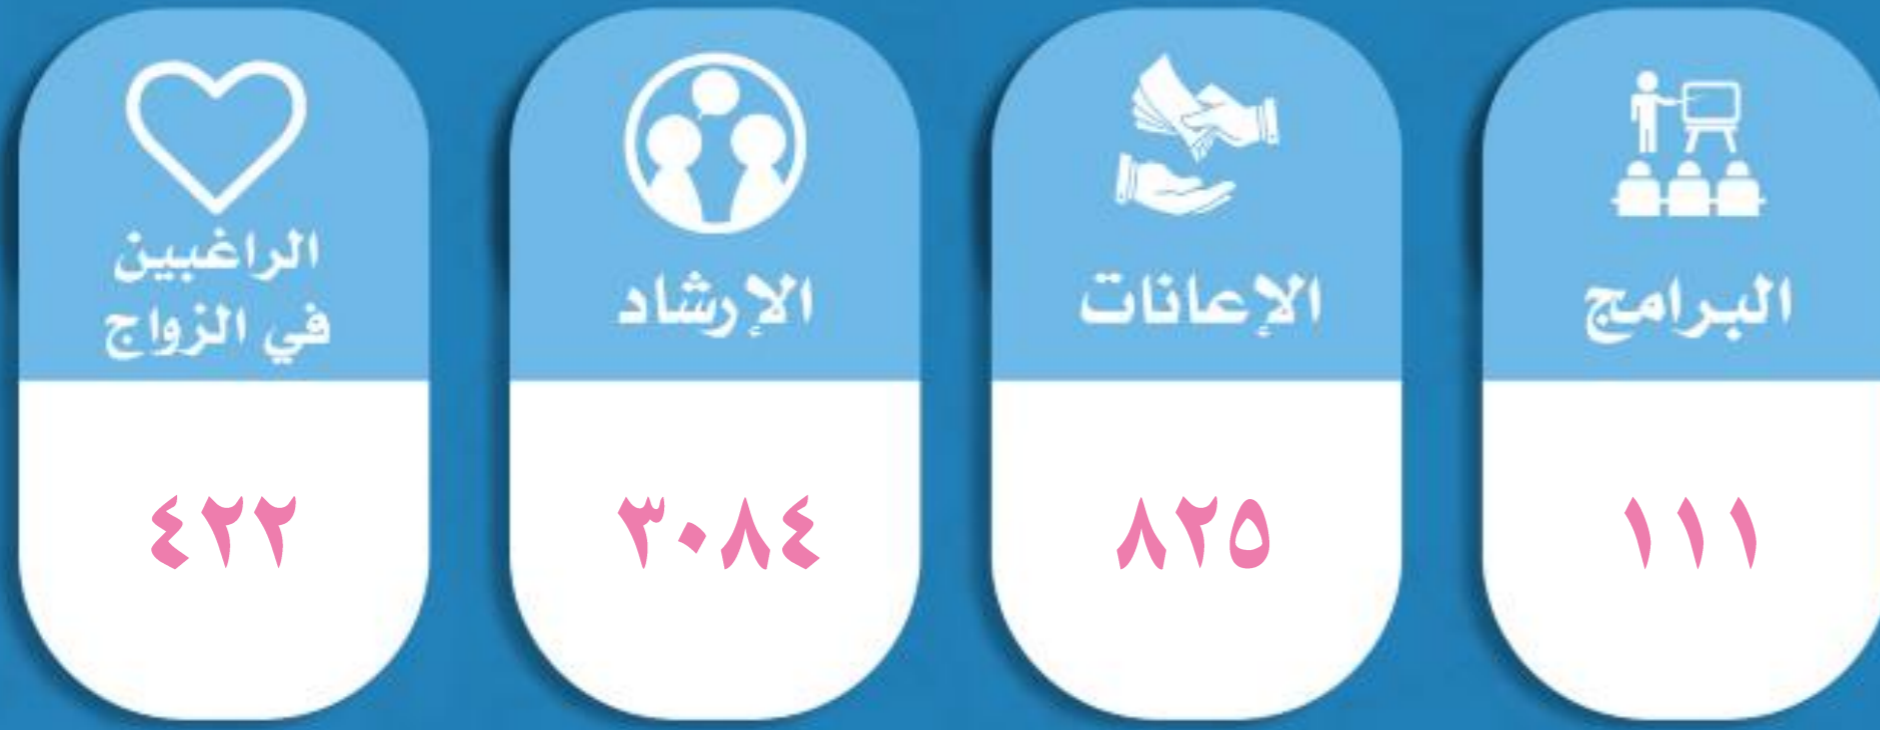 البرامج
١١١
الإعانات
٨٢٥
الإرشاد
٣٠٨٤
الراغبين
في الزواج
٤٢٢